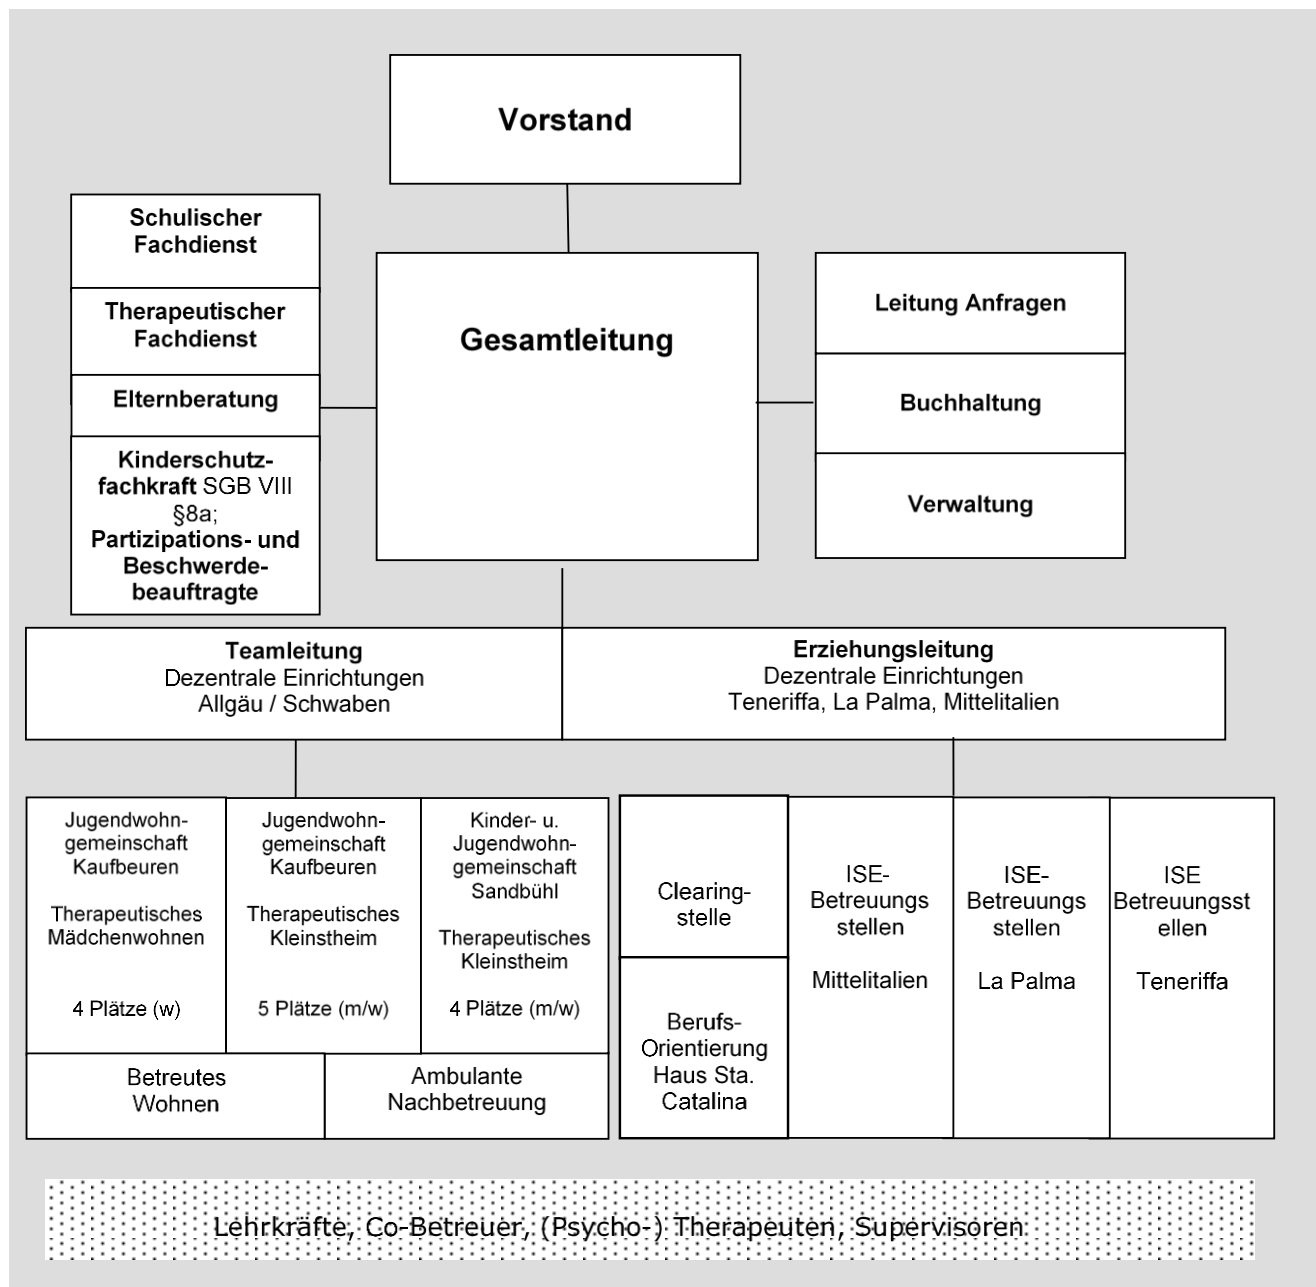 Vorstand
Schulischer
Fachdienst
Therapeutischer
Fachdienst
Elternberatung
Kinderschutz-
fachkraft SGB VIII
§8a;
Partizipations- und
Beschwerde-
beauftragte
Gesamtleitung
Leitung Anfragen
Buchhaltung
Verwaltung
Teamleitung
Dezentrale Einrichtungen
Allgäu / Schwaben
Erziehungsleitung
Dezentrale Einrichtungen
Teneriffa, La Palma, Mittelitalien
Jugendwohn-
gemeinschaft
Kaufbeuren
Therapeutisches
Mädchenwohnen
4 Plätze (w)
Jugendwohn-
gemeinschaft
Kaufbeuren
Therapeutisches
Kleinstheim
5 Plätze (m/w)
Kinder- u.
Jugendwohn-
gemeinschaft
Sandbühl
Therapeutisches
Kleinstheim
4 Plätze (m/w)
Betreutes
Wohnen
Ambulante
Nachbetreuung
Clearing-
stelle
Berufs-
Orientierung
Haus Sta.
Catalina
ISE-
Betreuungs
stellen
Mittelitalien
ISE-
Betreuungs
stellen
La Palma
ISE
Betreuungsst
ellen
Teneriffa
Lehrkräfte, Co-Betreuer, (Psycho-) Therapeuten, Supervisoren